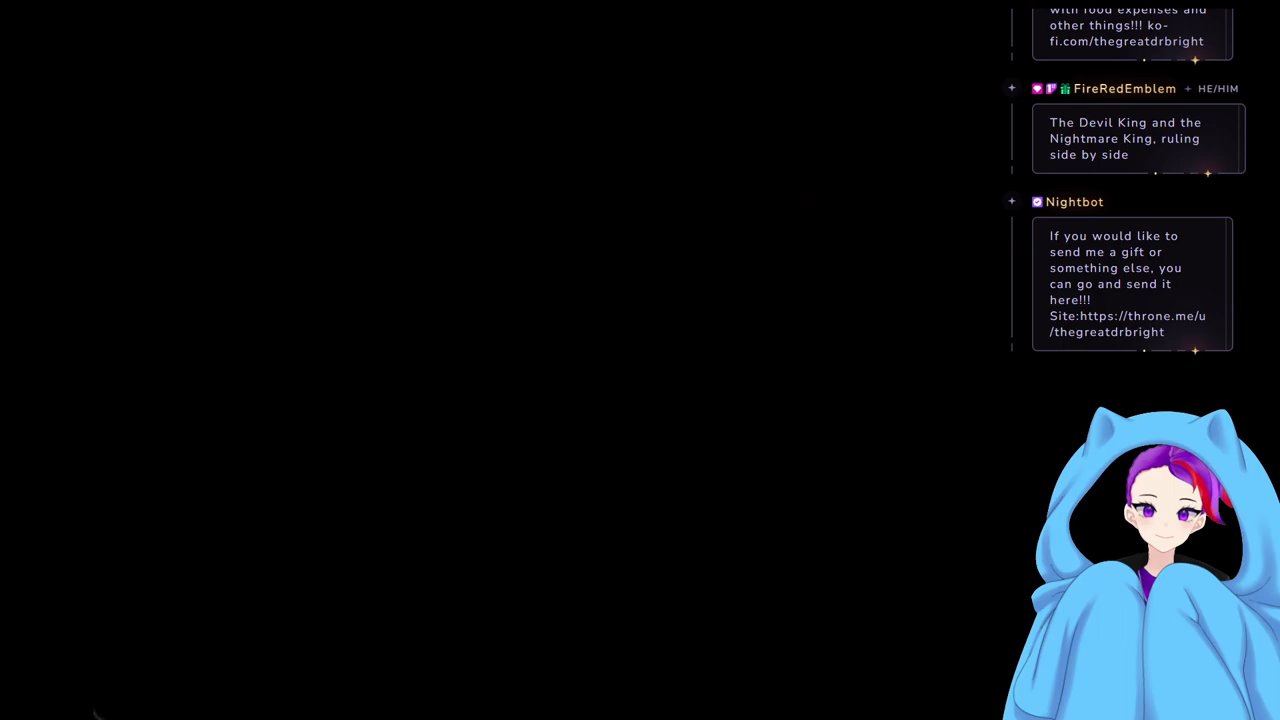 with food expenses and
other things!!! ko-
fi.com/thegreatdrbright
FireRedEmblem HE/HIM
The Devil King and the
Nightmare King, ruling
side by side
Nightbot
If you would like to
send me a gift or
something else, you
can go and send it
here!!!
Site:https://throne.me/u
/thegreatdrbright